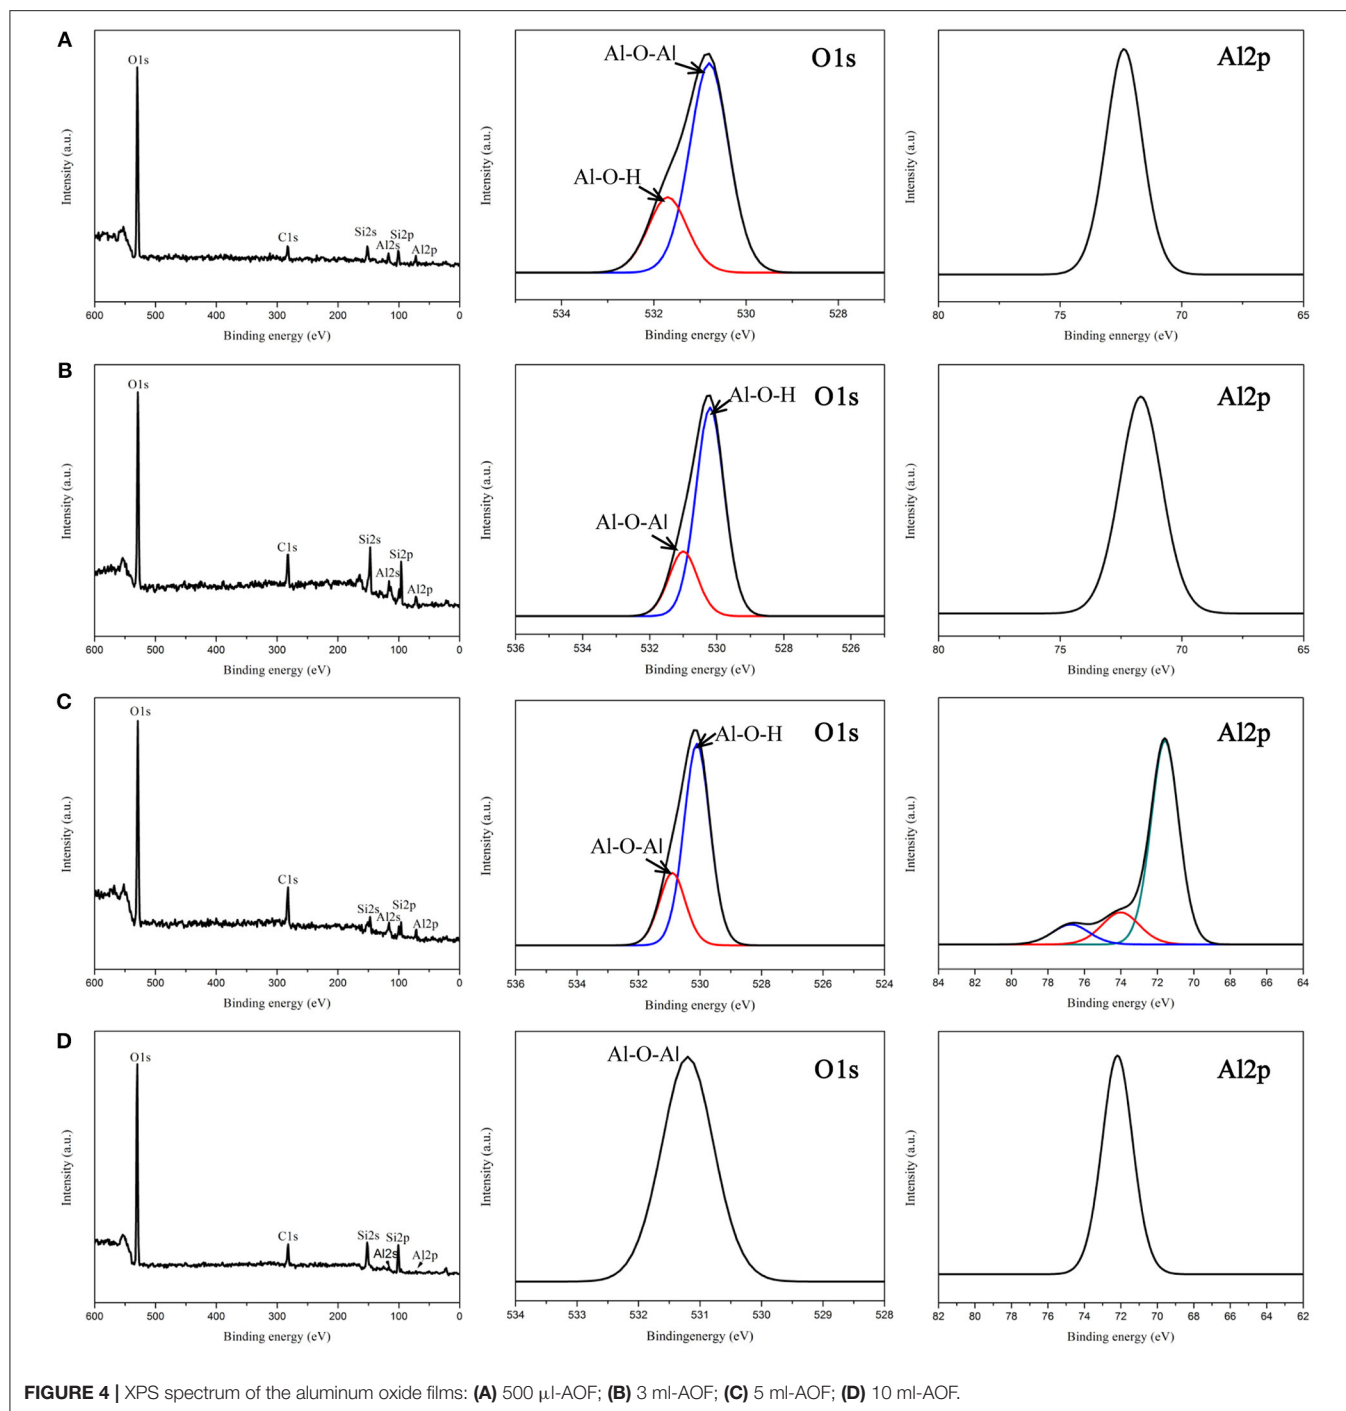 A
O1s
C1s
Si2s
Al2s
Si2p
Al2p
Intensity (a.u.)
600 500 400 300 200 100 0
Binding energy (eV)
O1s
Al-O-Al
Al-O-H
Intensity (a.u.)
534 532 530 528
Binding energy (eV)
Al2p
Intensity (a.u)
80 75 70 65
Binding ennergy (eV)
B
O1s
C1s
Si2s
Al2s
Si2p
Al2p
Intensity (a.u.)
600 500 400 300 200 100 0
Binding energy (eV)
O1s
Al-O-H
Al-O-Al
Intensity (a.u.)
536 534 532 530 528 526
Binding energy (eV)
Al2p
Intensity (a.u.)
80 75 70 65
Binding energy (eV)
C
O1s
C1s
Si2s
Al2s
Si2p
Al2p
Intensity (a.u.)
600 500 400 300 200 100 0
Binding energy (eV)
O1s
Al-O-H
Al-O-Al
Intensity (a.u.)
536 534 532 530 528 526 524
Binding energy (eV)
Al2p
Intensity (a.u.)
84 82 80 78 76 74 72 70 68 66 64
Binding energy (eV)
D
O1s
C1s
Si2s
Al2s
Si2p
Al2p
Intensity (a.u.)
600 500 400 300 200 100 0
Binding energy (eV)
O1s
Al-O-Al
Intensity (a.u.)
534 533 532 531 530 529 528
Bindingenergy (eV)
Al2p
Intensity (a.u.)
82 80 78 76 74 72 70 68 66 64 62
Binding energy (eV)
FIGURE 4 | XPS spectrum of the aluminum oxide films: (A) 500 µl-AOF; (B) 3 ml-AOF; (C) 5 ml-AOF; (D) 10 ml-AOF.